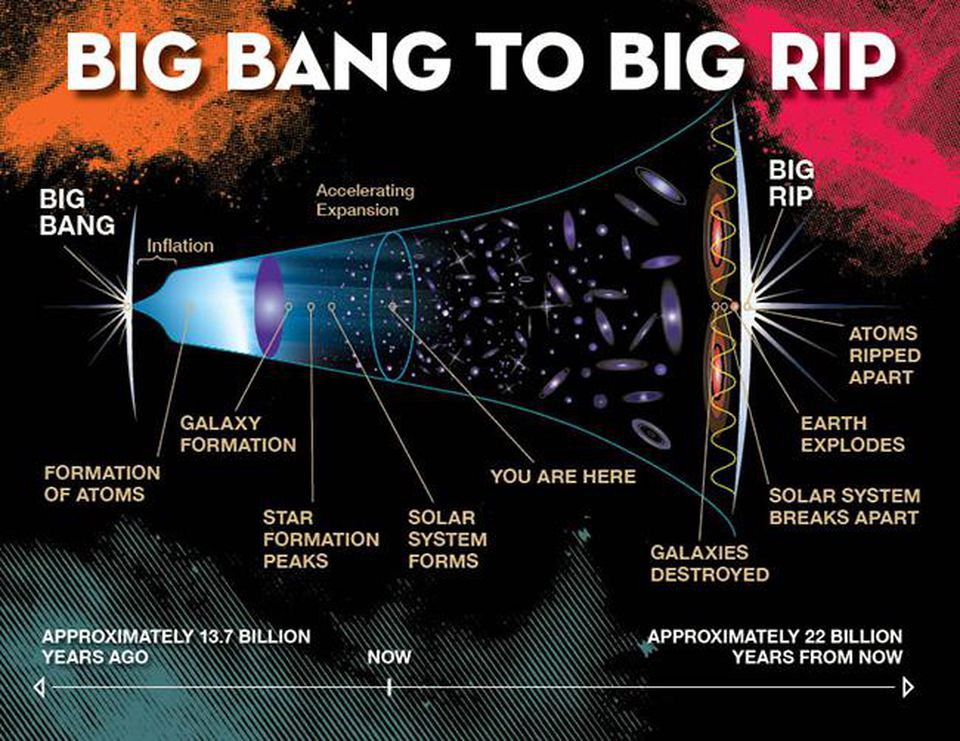 BIG BANG TO BIG RIP
BIG
BANG
Inflation
Accelerating
Expansion
BIG
RIP
ATOMS
RIPPED
APART
EARTH
EXPLODES
SOLAR SYSTEM
BREAKS APART
GALAXIES
DESTROYED
YOU ARE HERE
GALAXY
FORMATION
FORMATION
OF ATOMS
STAR
FORMATION
PEAKS
SOLAR
SYSTEM
FORMS
APPROXIMATELY 13.7 BILLION
YEARS AGO
NOW
APPROXIMATELY 22 BILLION
YEARS FROM NOW